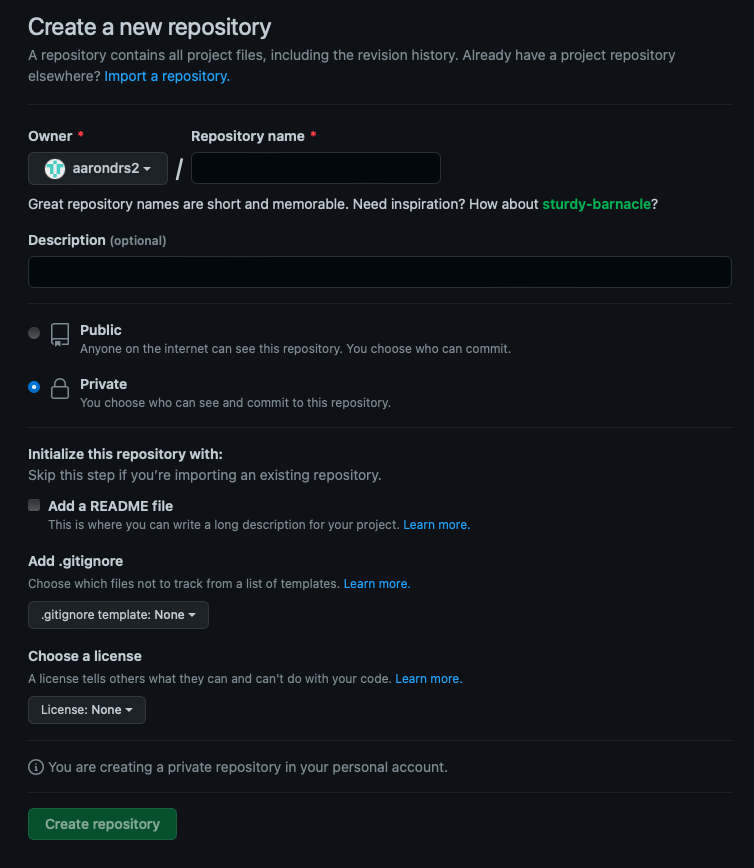 Create a new repository
A repository contains all project files, including the revision history. Already have a project repository
elsewhere? Import a repository.
Owner * Repository name *
aarondrs2 /
Great repository names are short and memorable. Need inspiration? How about sturdy-barnacle?
Description (optional)
Public
Anyone on the internet can see this repository. You choose who can commit.
Private
You choose who can see and commit to this repository.
Initialize this repository with:
Skip this step if you’re importing an existing repository.
Add a README file
This is where you can write a long description for your project. Learn more.
Add .gitignore
Choose which files not to track from a list of templates. Learn more.
.gitignore template: None
Choose a license
A license tells others what they can and can't do with your code. Learn more.
License: None
You are creating a private repository in your personal account.
Create repository